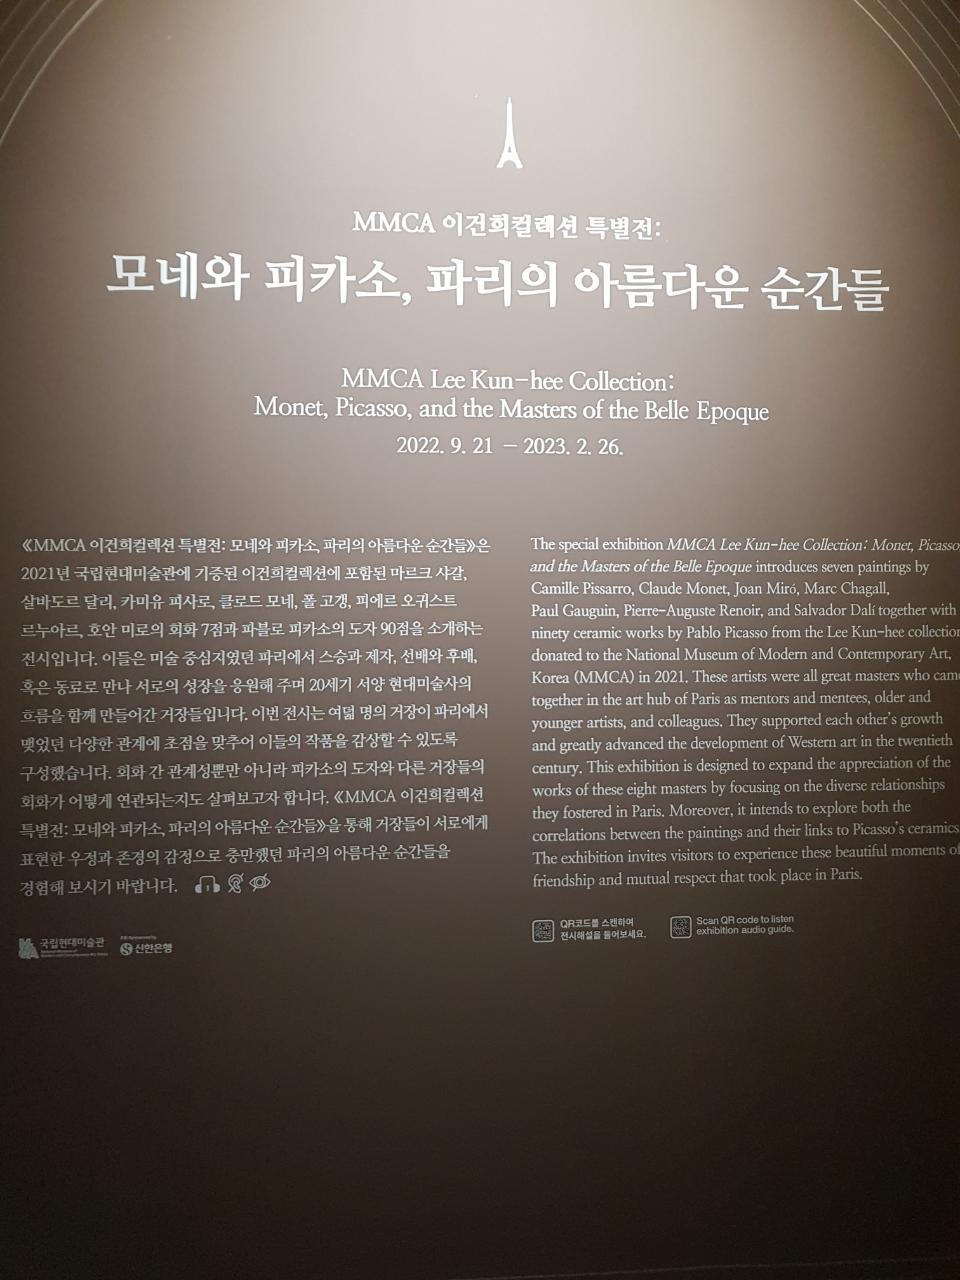 MMCA 이건희컬렉션 특별전:
모네와 피카소, 파리의 아름다운 순간들
MMCA Lee Kun-hee Collection:
Monet, Picasso, and the Masters of the Belle Epoque
2022. 9. 21 – 2023. 2. 26.
《MMCA 이건희컬렉션 특별전: 모네와 피카소, 파리의 아름다운 순간들》은
2021년 국립현대미술관에 기증된 이건희컬렉션에 포함된 마르크 샤갈,
살바도르 달리, 카미유 피사로, 클로드 모네, 폴 고갱, 피에르 오귀스트
르누아르, 호안 미로의 회화 7점과 파블로 피카소의 도자 90점을 소개하는
전시입니다. 이들은 미술 중심지였던 파리에서 스승과 제자, 선배와 후배,
혹은 동료로 만나 서로의 성장을 응원해 주며 20세기 서양 현대미술사의
흐름을 함께 만들어간 거장들입니다. 이번 전시는 여덟 명의 거장이 파리에서
맺었던 다양한 관계에 초점을 맞추어 이들의 작품을 감상할 수 있도록
구성했습니다. 회화 간 관계성뿐만 아니라 피카소의 도자와 다른 거장들의
회화가 어떻게 연관되는지도 살펴보고자 합니다. 《MMCA 이건희컬렉션
특별전: 모네와 피카소, 파리의 아름다운 순간들》을 통해 거장들이 서로에게
표현한 우정과 존경의 감정으로 충만했던 파리의 아름다운 순간들을
경험해 보시기 바랍니다.
The special exhibition MMCA Lee Kun-hee Collection: Monet, Picasso
and the Masters of the Belle Epoque introduces seven paintings by
Camille Pissarro, Claude Monet, Joan Miró, Marc Chagall,
Paul Gauguin, Pierre-Auguste Renoir, and Salvador Dalí together with
ninety ceramic works by Pablo Picasso from the Lee Kun-hee collection
donated to the National Museum of Modern and Contemporary Art,
Korea (MMCA) in 2021. These artists were all great masters who came
together in the art hub of Paris as mentors and mentees, older and
younger artists, and colleagues. They supported each other's growth
and greatly advanced the development of Western art in the twentieth
century. This exhibition is designed to expand the appreciation of the
works of these eight masters by focusing on the diverse relationships
they fostered in Paris. Moreover, it intends to explore both the
correlations between the paintings and their links to Picasso's ceramics.
The exhibition invites visitors to experience these beautiful moments of
friendship and mutual respect that took place in Paris.
QR코드를 스캔하여
전시해설을 들어보세요.
Scan QR code to listen
exhibition audio guide.
국립현대미술관
신한은행